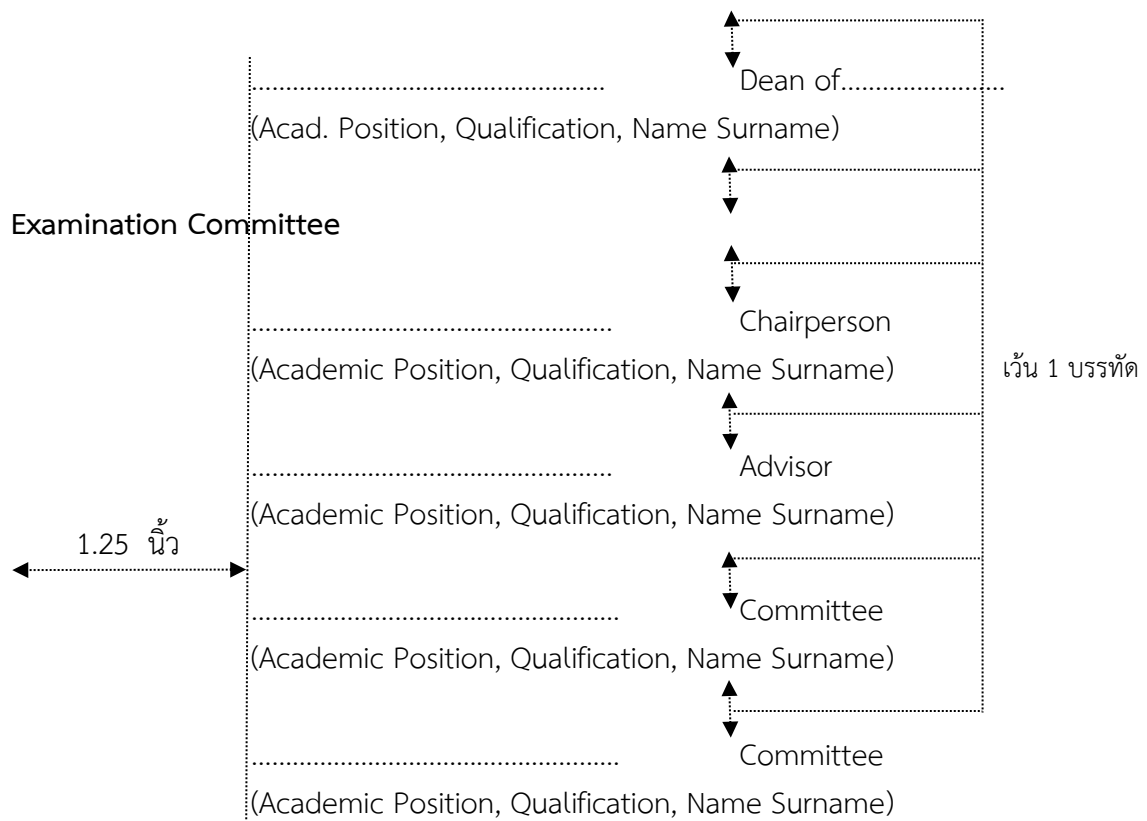 .................................................... Dean of........................
(Acad. Position, Qualification, Name Surname)
Examination Committee
..................................................... Chairperson
(Academic Position, Qualification, Name Surname)
เว้น 1 บรรทัด
..................................................... Advisor
(Academic Position, Qualification, Name Surname)
1.25 นิ้ว
...................................................... Committee
(Academic Position, Qualification, Name Surname)
...................................................... Committee
(Academic Position, Qualification, Name Surname)